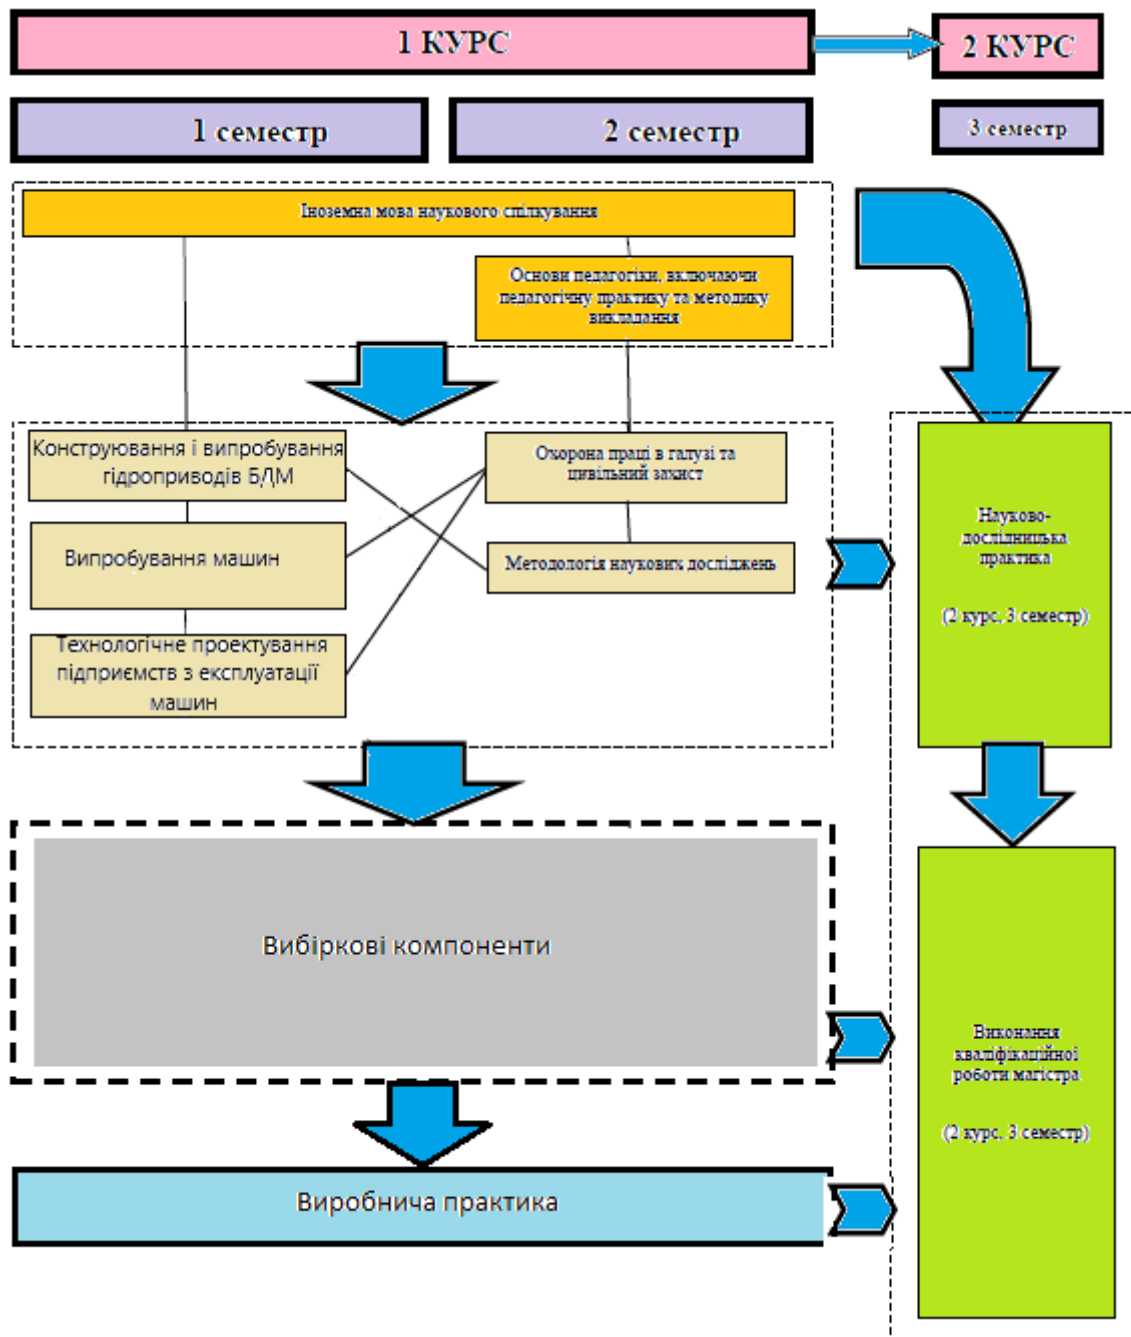 1 КУРС
2 КУРС
1 семестр
2 семестр
3 семестр
Іноземна мова наукового спілкування
Основи педагогіки, включаючи
педагогічну практику та методику
викладання
Конструювання і випробування
гідроприводів БДМ
Охорона праці в галузі та
цивільний захист
Випробування машин
Методологія наукових досліджень
Технологічне проектування
підприємств з експлуатації
машин
Науково-
дослідницька
практика
(2 курс, 3 семестр)
Вибіркові компоненти
Виконання
кваліфікаційної
роботи магістра
(2 курс, 3 семестр)
Виробнича практика